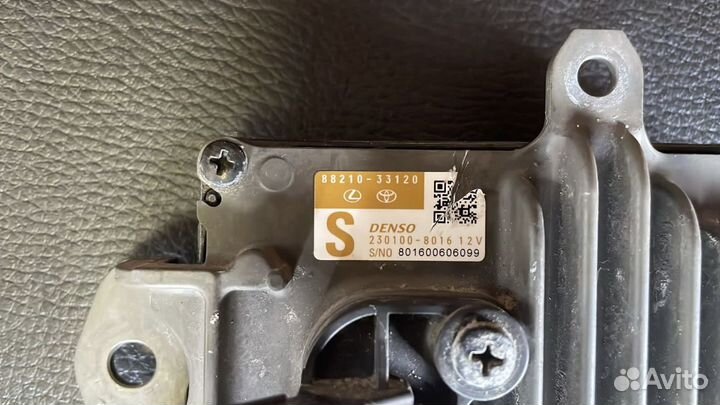 88210-33120
S
DENSO
230100-8016 12V
S/NO 801600606099
Avito